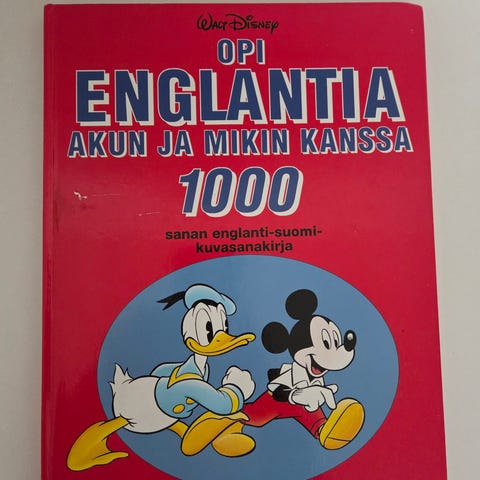 Walt Disney
OPI
ENGLANTIA
AKUN JA MIKIN KANSSA
1000
sanan englanti-suomi-
kuvasanakirja